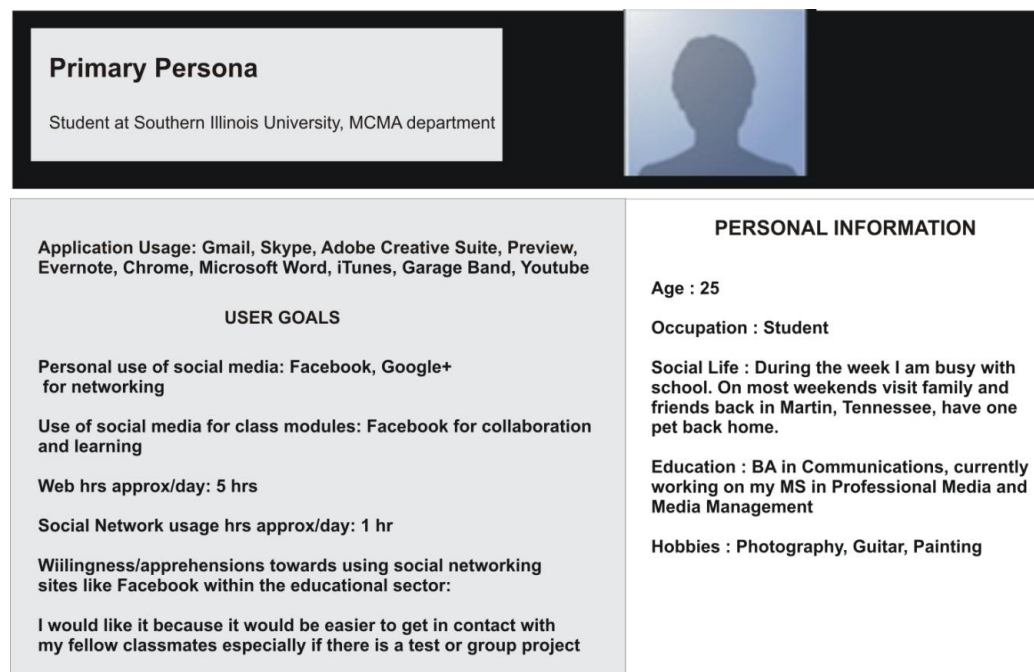 Primary Persona
Student at Southern Illinois University, MCMA department
Application Usage: Gmail, Skype, Adobe Creative Suite, Preview,
Evernote, Chrome, Microsoft Word, iTunes, Garage Band, Youtube
USER GOALS
Personal use of social media: Facebook, Google+
for networking
Use of social media for class modules: Facebook for collaboration
and learning
Web hrs approx/day: 5 hrs
Social Network usage hrs approx/day: 1 hr
Wiilingness/apprehensions towards using social networking
sites like Facebook within the educational sector:
I would like it because it would be easier to get in contact with
my fellow classmates especially if there is a test or group project
PERSONAL INFORMATION
Age : 25
Occupation : Student
Social Life : During the week I am busy with
school. On most weekends visit family and
friends back in Martin, Tennessee, have one
pet back home.
Education : BA in Communications, currently
working on my MS in Professional Media and
Media Management
Hobbies : Photography, Guitar, Painting